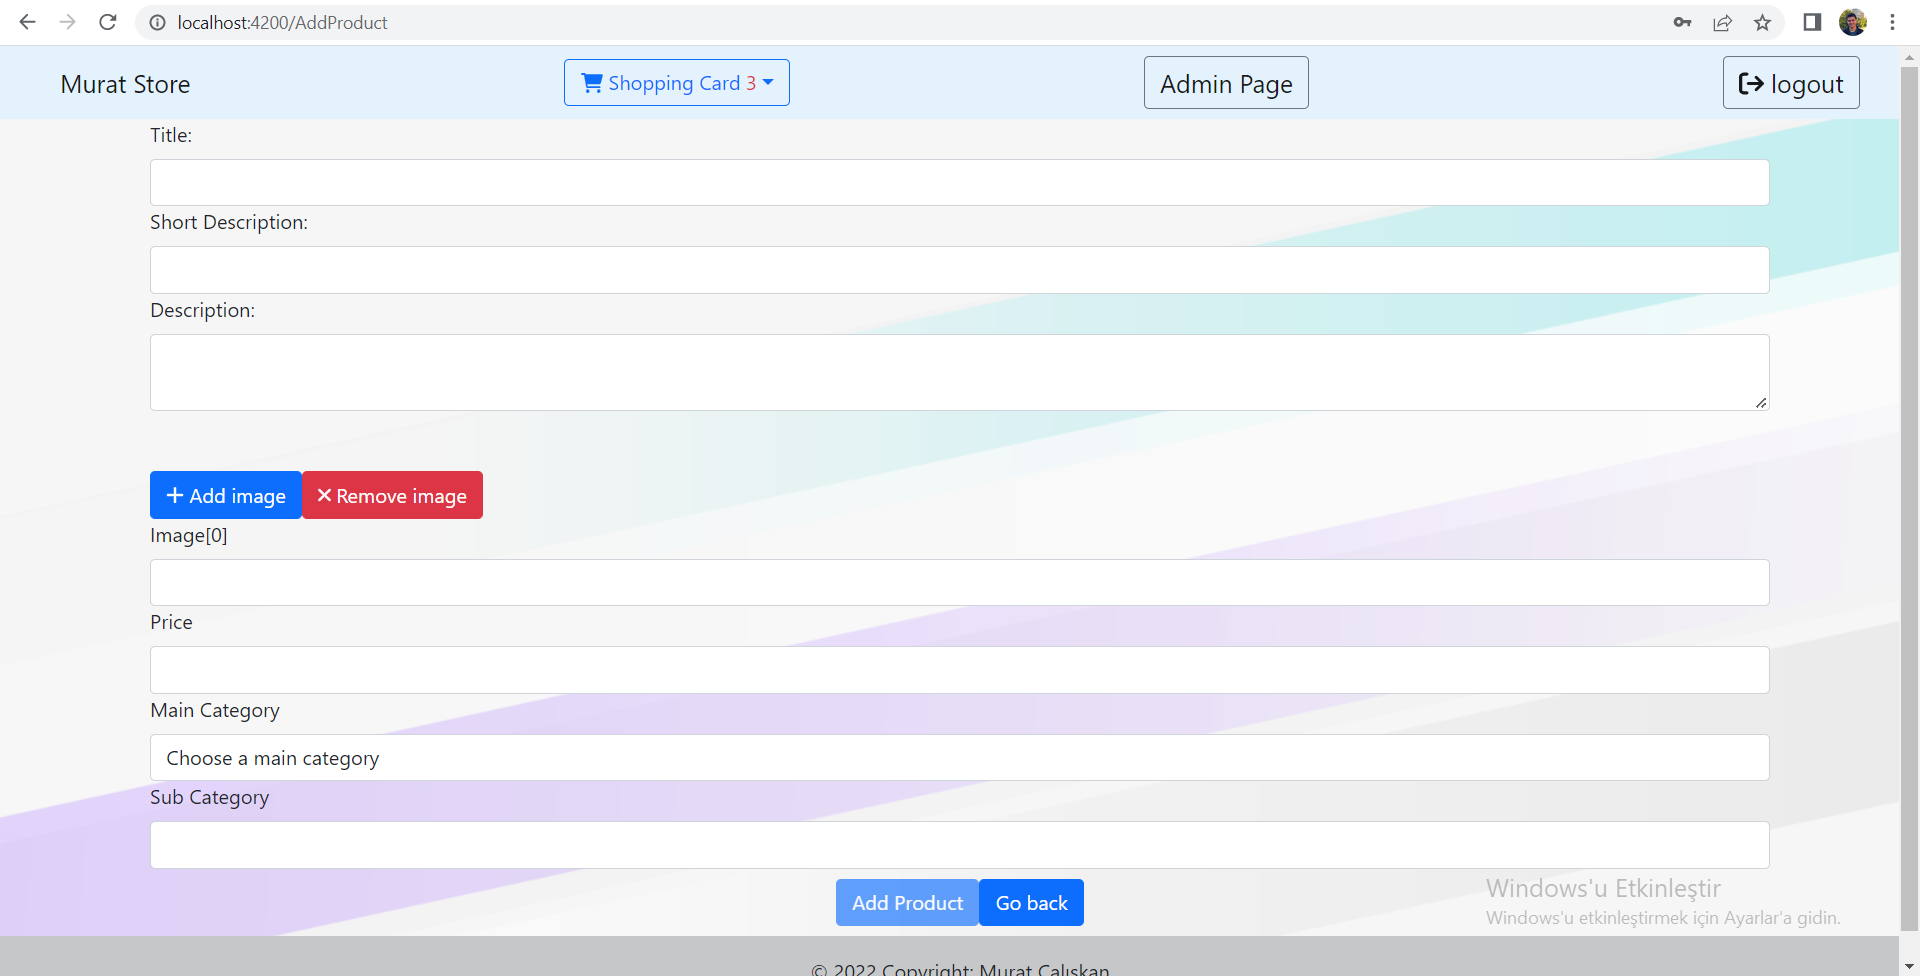 localhost:4200/AddProduct
Murat Store
Shopping Card 3
Admin Page
logout
Title:
Short Description:
Description:
Add image
Remove image
Image[0]
Price
Main Category
Choose a main category
Sub Category
Add Product
Go back
Windows'u Etkinleştir
Windows'u etkinleştirmek için Ayarlar'a gidin.
© 2022 Copyright: Murat Çalışkan